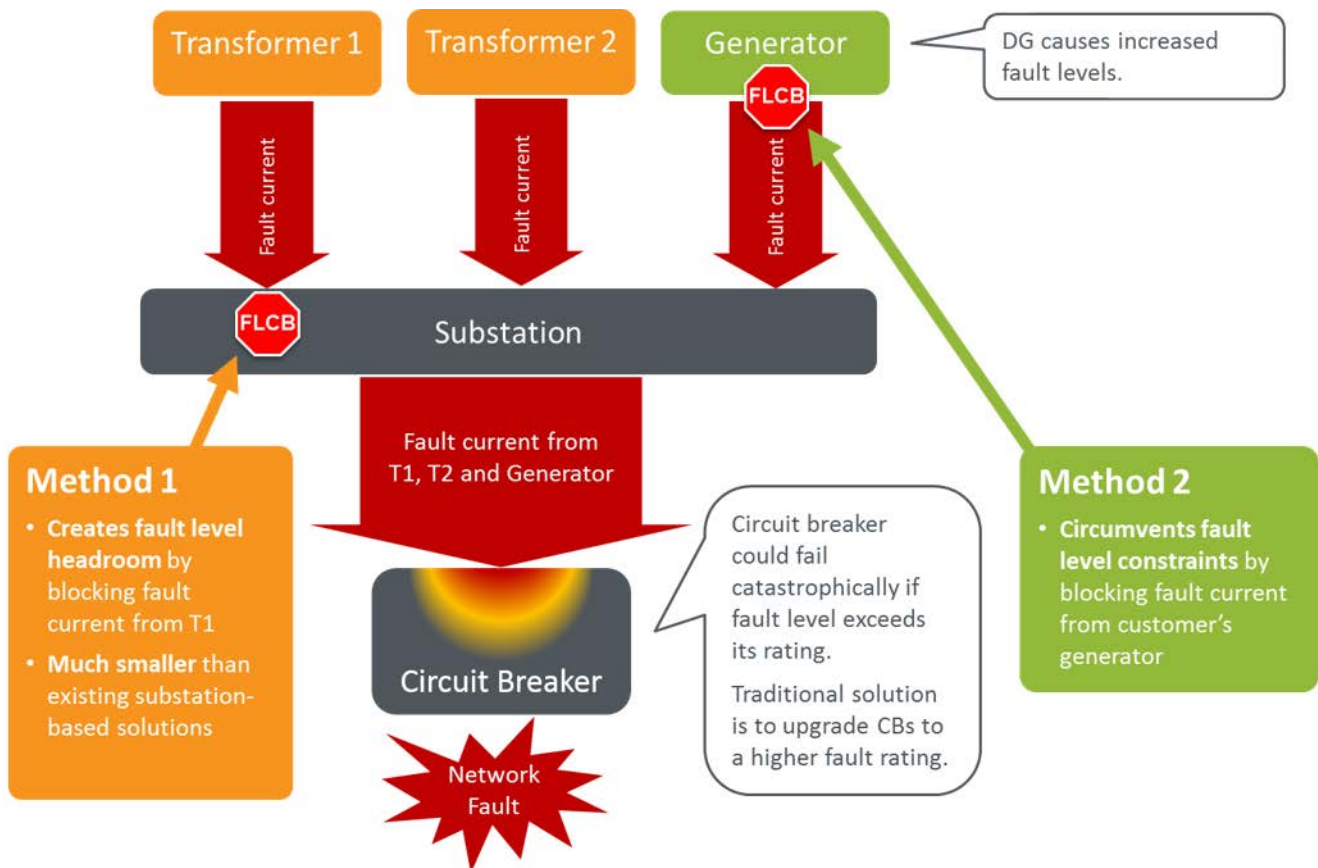 Transformer 1
Transformer 2
Generator
DG causes increased
fault levels.
FLCB
Fault current
Fault current
Fault current
FLCB
Substation
Fault current from
T1, T2 and Generator
Method 1
• Creates fault level
headroom by
blocking fault
current from T1
• Much smaller than
existing substation-
based solutions
Circuit breaker
could fail
catastrophically if
fault level exceeds
its rating.
Traditional solution
is to upgrade CBs to
a higher fault rating.
Method 2
• Circumvents fault
level constraints by
blocking fault current
from customer's
generator
Circuit Breaker
Network
Fault